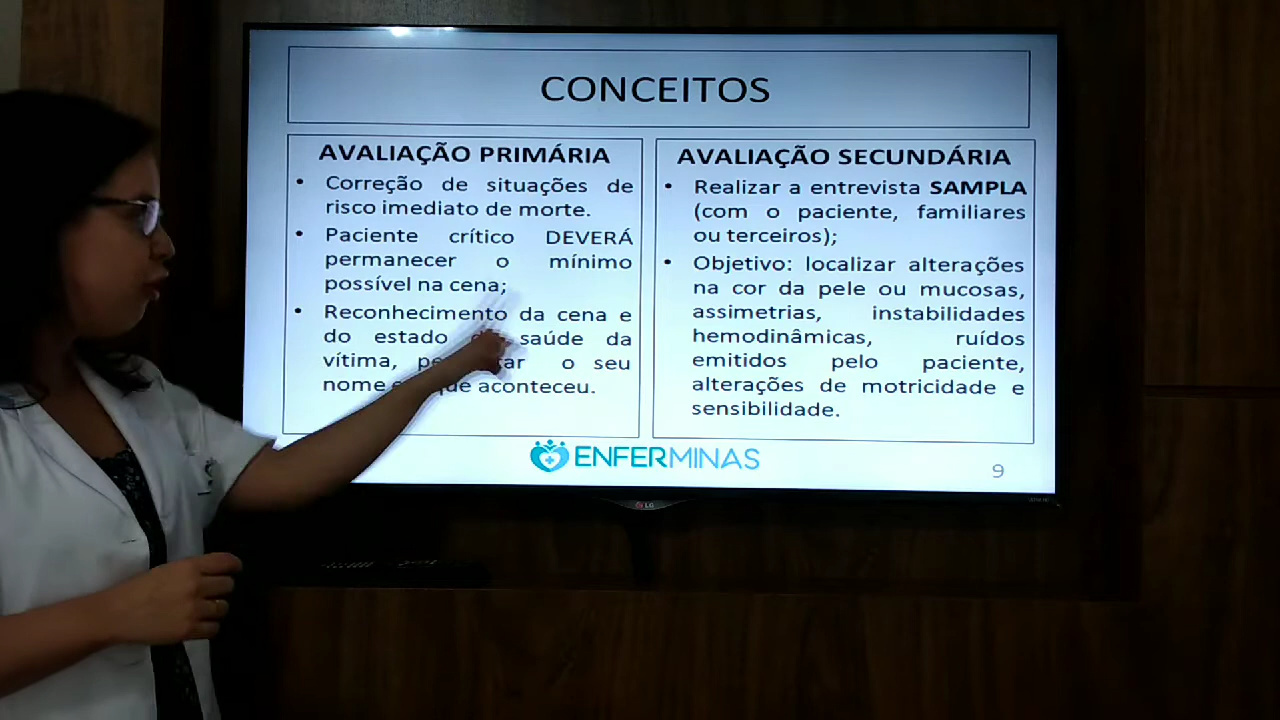 CONCEITOS
AVALIAÇÃO PRIMÁRIA
• Correção de situações de
risco imediato de morte.
• Paciente crítico DEVERÁ
permanecer o mínimo
possível na cena;
• Reconhecimento da cena e
do estado saúde da
vítima, o seu
nome aconteceu.
AVALIAÇÃO SECUNDÁRIA
• Realizar a entrevista SAMPLA
(com o paciente, familiares
ou terceiros);
• Objetivo: localizar alterações
na cor da pele ou mucosas,
assimetrias, instabilidades
hemodinâmicas, ruídos
emitidos pelo paciente,
alterações de motricidade e
sensibilidade.
ENFERMINAS
9
LG